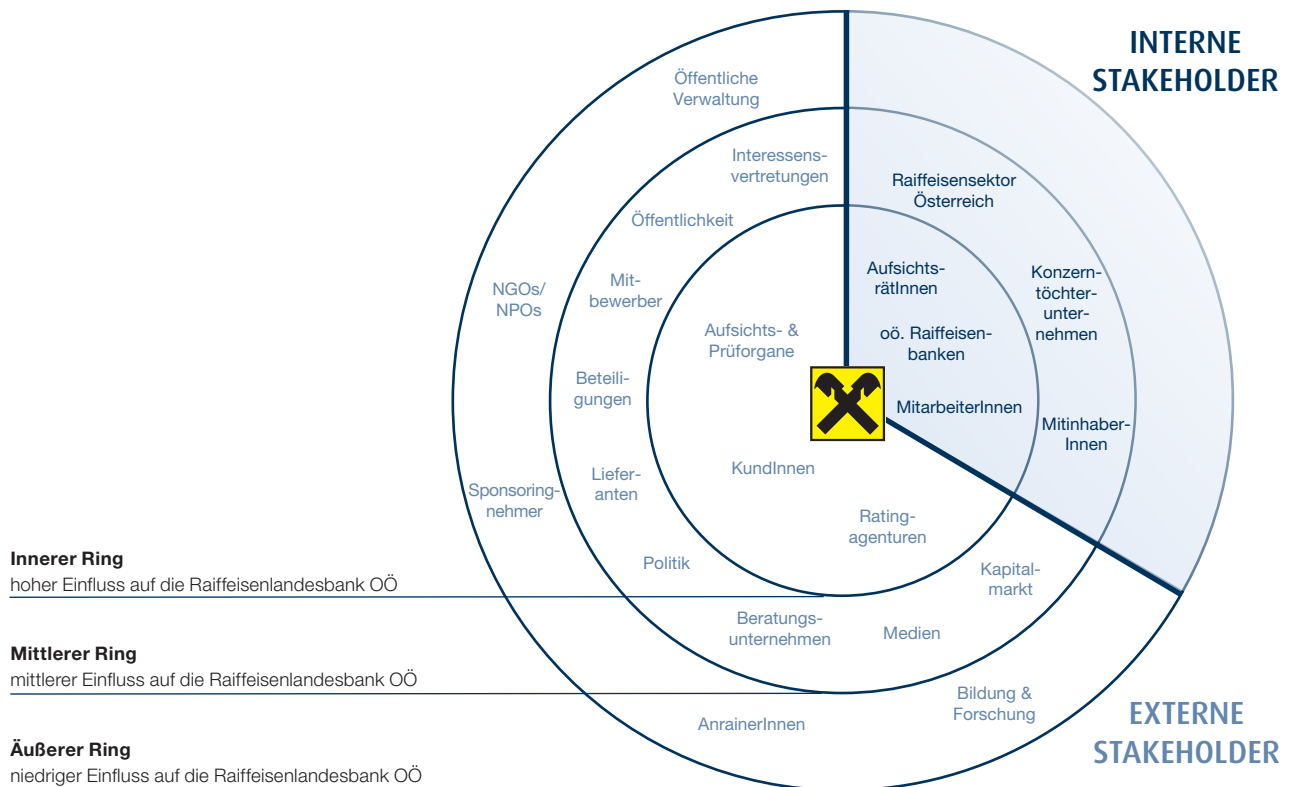 INTERNE
STAKEHOLDER
Öffentliche
Verwaltung
Interessens-
vertretungen
Raiffeisensektor
Österreich
Öffentlichkeit
Aufsichts-
rätInnen
Konzern-
töchter-
unter-
nehmen
Mit-
bewerber
NGOs/
NPOs
Aufsichts- &
Prüforgane
oö. Raiffeisen-
banken
Beteili-
gungen
MitarbeiterInnen
Mitinhaber-
Innen
KundInnen
Liefer-
anten
Sponsoring-
nehmer
Rating-
agenturen
Politik
Kapital-
markt
Innerer Ring
hoher Einfluss auf die Raiffeisenlandesbank OÖ
Beratungs-
unternehmen
Medien
Mittlerer Ring
mittlerer Einfluss auf die Raiffeisenlandesbank OÖ
Bildung &
Forschung
AnrainerInnen
EXTERNE
STAKEHOLDER
Äußerer Ring
niedriger Einfluss auf die Raiffeisenlandesbank OÖ